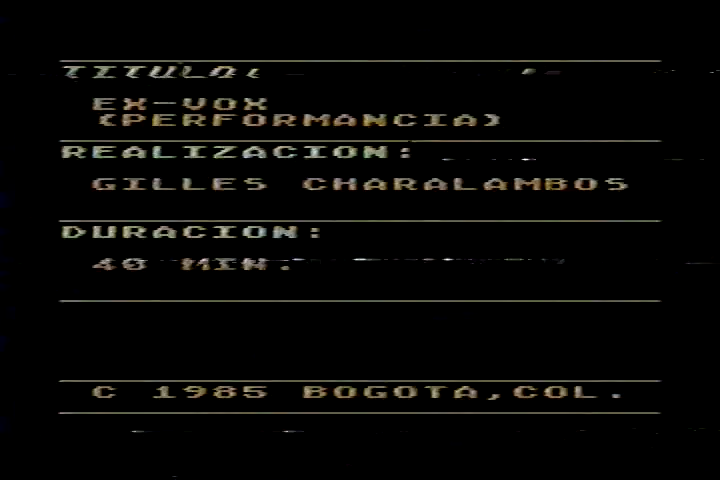 TITULO:
EX-VOX
(PERFORMANCIA)
REALIZACION:
GILLES CHARALAMBOS
DURACION:
40 MIN.
C 1985 BOGOTA,COL.